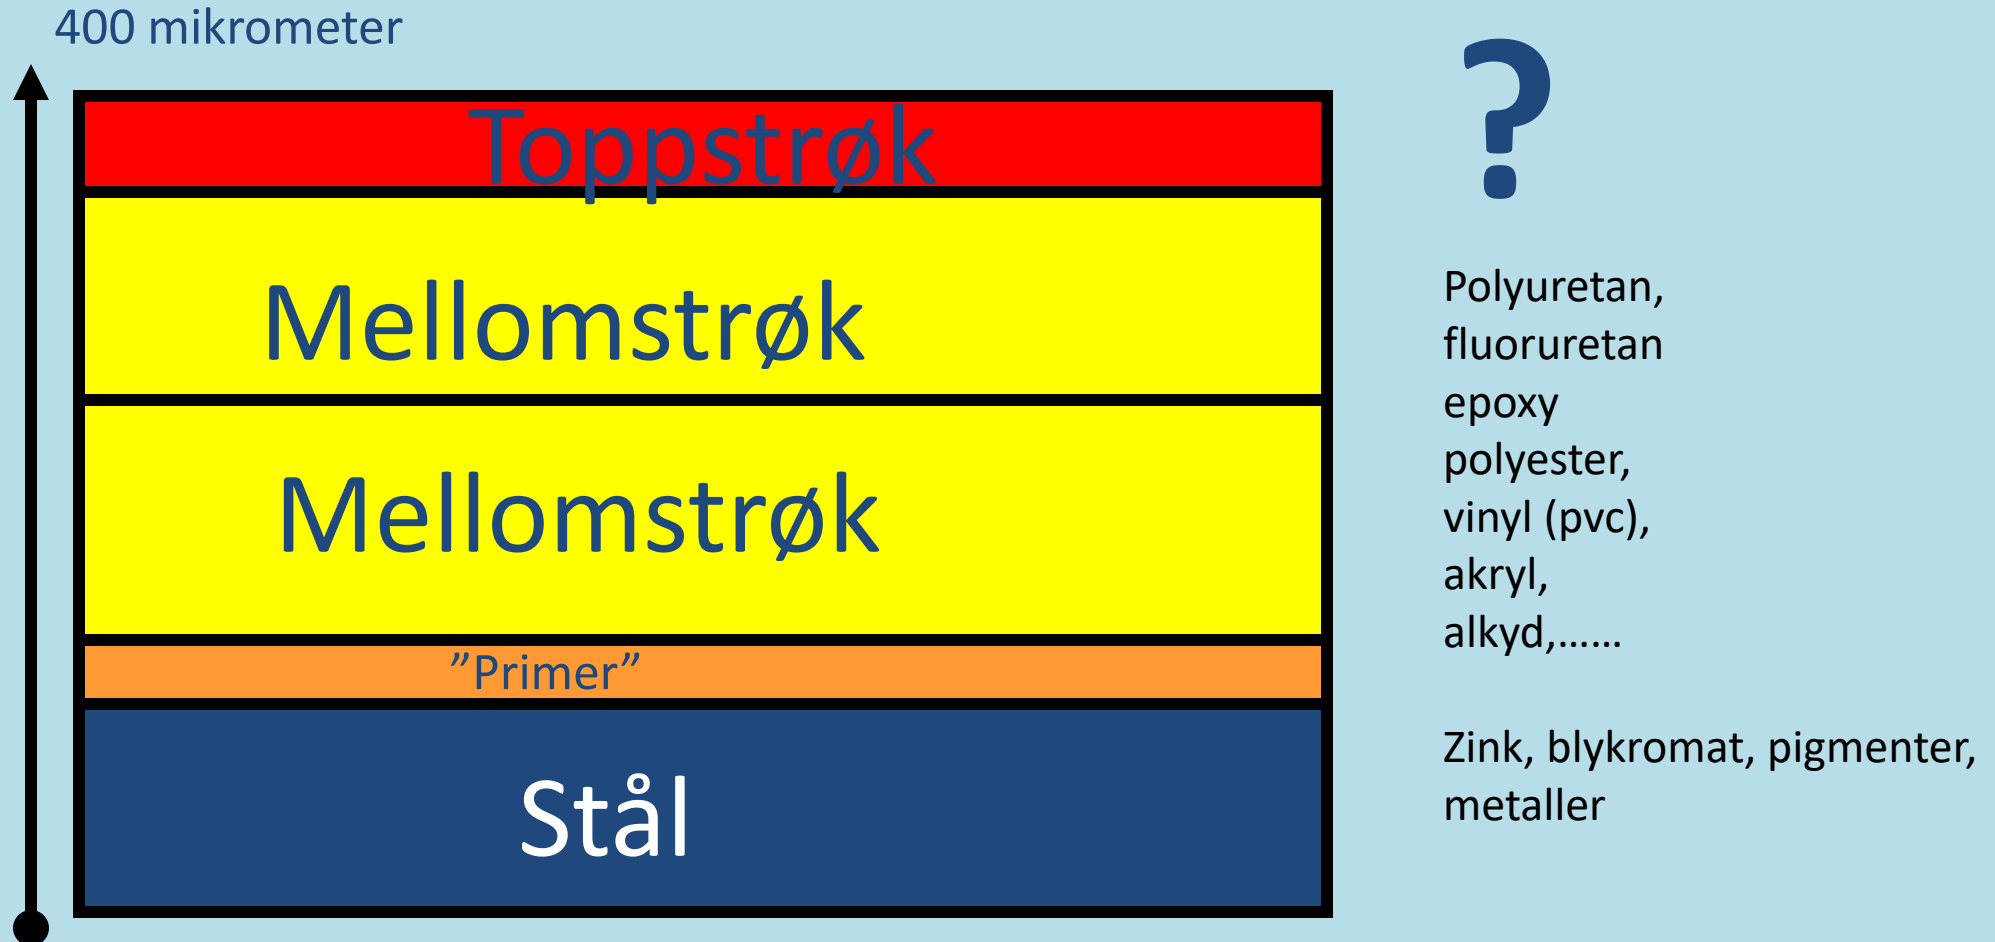 400 mikrometer
?
Toppstrøk
Mellomstrøk
Mellomstrøk
”Primer”
Stål
Polyuretan,
fluoruretan
epoxy
polyester,
vinyl (pvc),
akryl,
alkyd,……
Zink, blykromat, pigmenter,
metaller